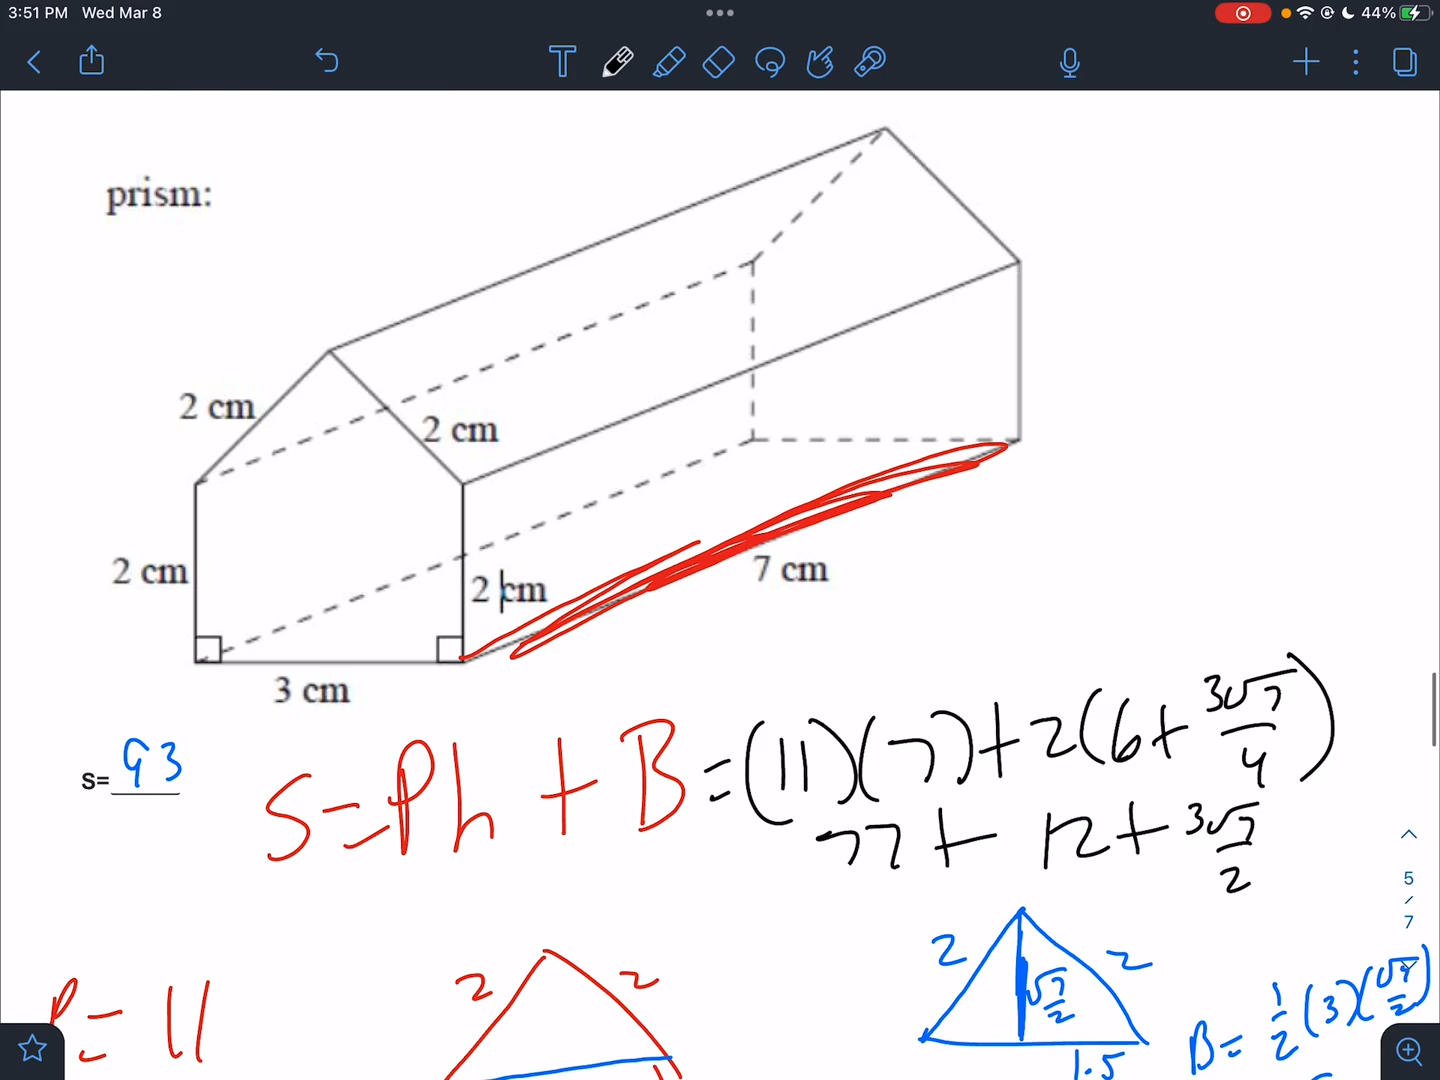 3:51 PM Wed Mar 8
44%
T
prism:
2 cm
2 cm
2 cm
2 cm
7 cm
3 cm
s= 93
S=Ph + B = (11)(7)+2(6+3√7/4)
77 + 12 + 3√7/2
5
/
7
2
2
√7/2
1.5
P = 11
2
2
B = 1/2 (3)(√7/2)